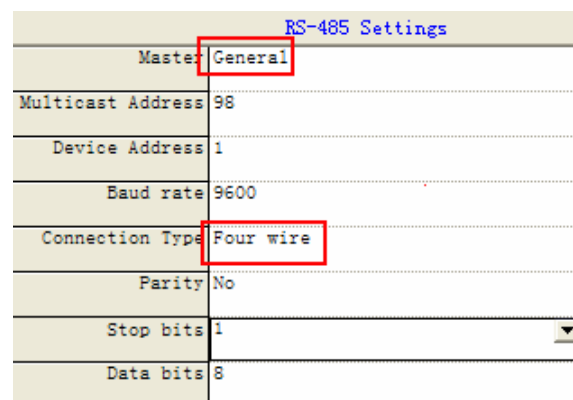 RS-485 Settings
Master General
Multicast Address 98
Device Address 1
Baud rate 9600
Connection Type Four wire
Parity No
Stop bits 1
Data bits 8